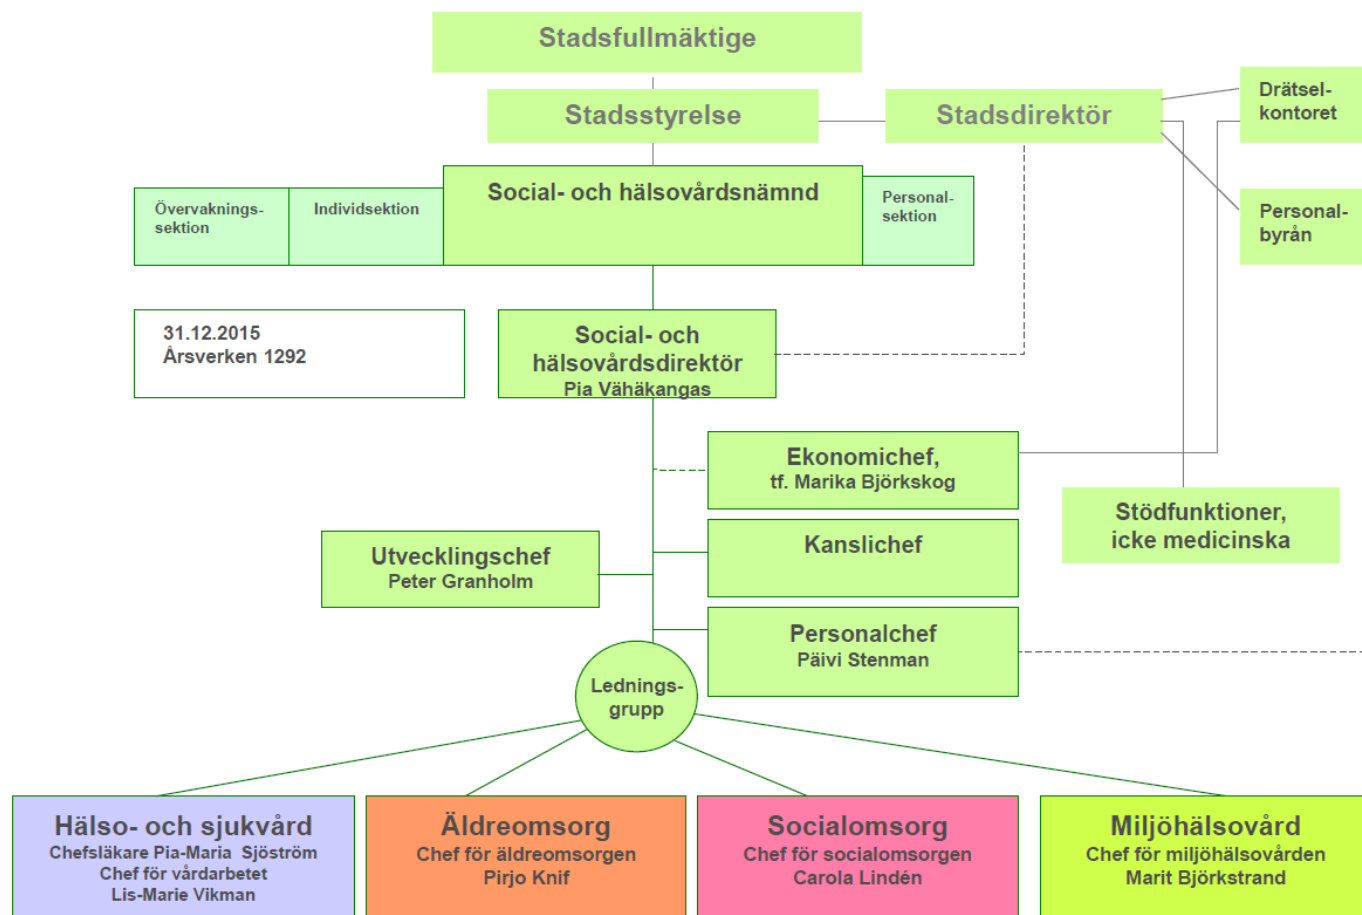 Stadsfullmäktige
Stadsstyrelse
Stadsdirektör
Drätsel-
kontoret
Social- och hälsovårdsnämnd
Övervaknings-
sektion
Individsektion
Personal-
sektion
Personal-
byrån
31.12.2015
Årsverken 1292
Social- och
hälsovårdsdirektör
Pia Vähäkangas
Ekonomichef,
tf. Marika Björkskog
Stödfunktioner,
icke medicinska
Kanslichef
Utvecklingschef
Peter Granholm
Personalchef
Päivi Stenman
Lednings-
grupp
Hälso- och sjukvård
Chefsläkare Pia-Maria Sjöström
Chef för vårdarbetet
Lis-Marie Vikman
Äldreomsorg
Chef för äldreomsorgen
Pirjo Knif
Socialomsorg
Chef för socialomsorgen
Carola Lindén
Miljöhälsovård
Chef för miljöhälsovården
Marit Björkstrand